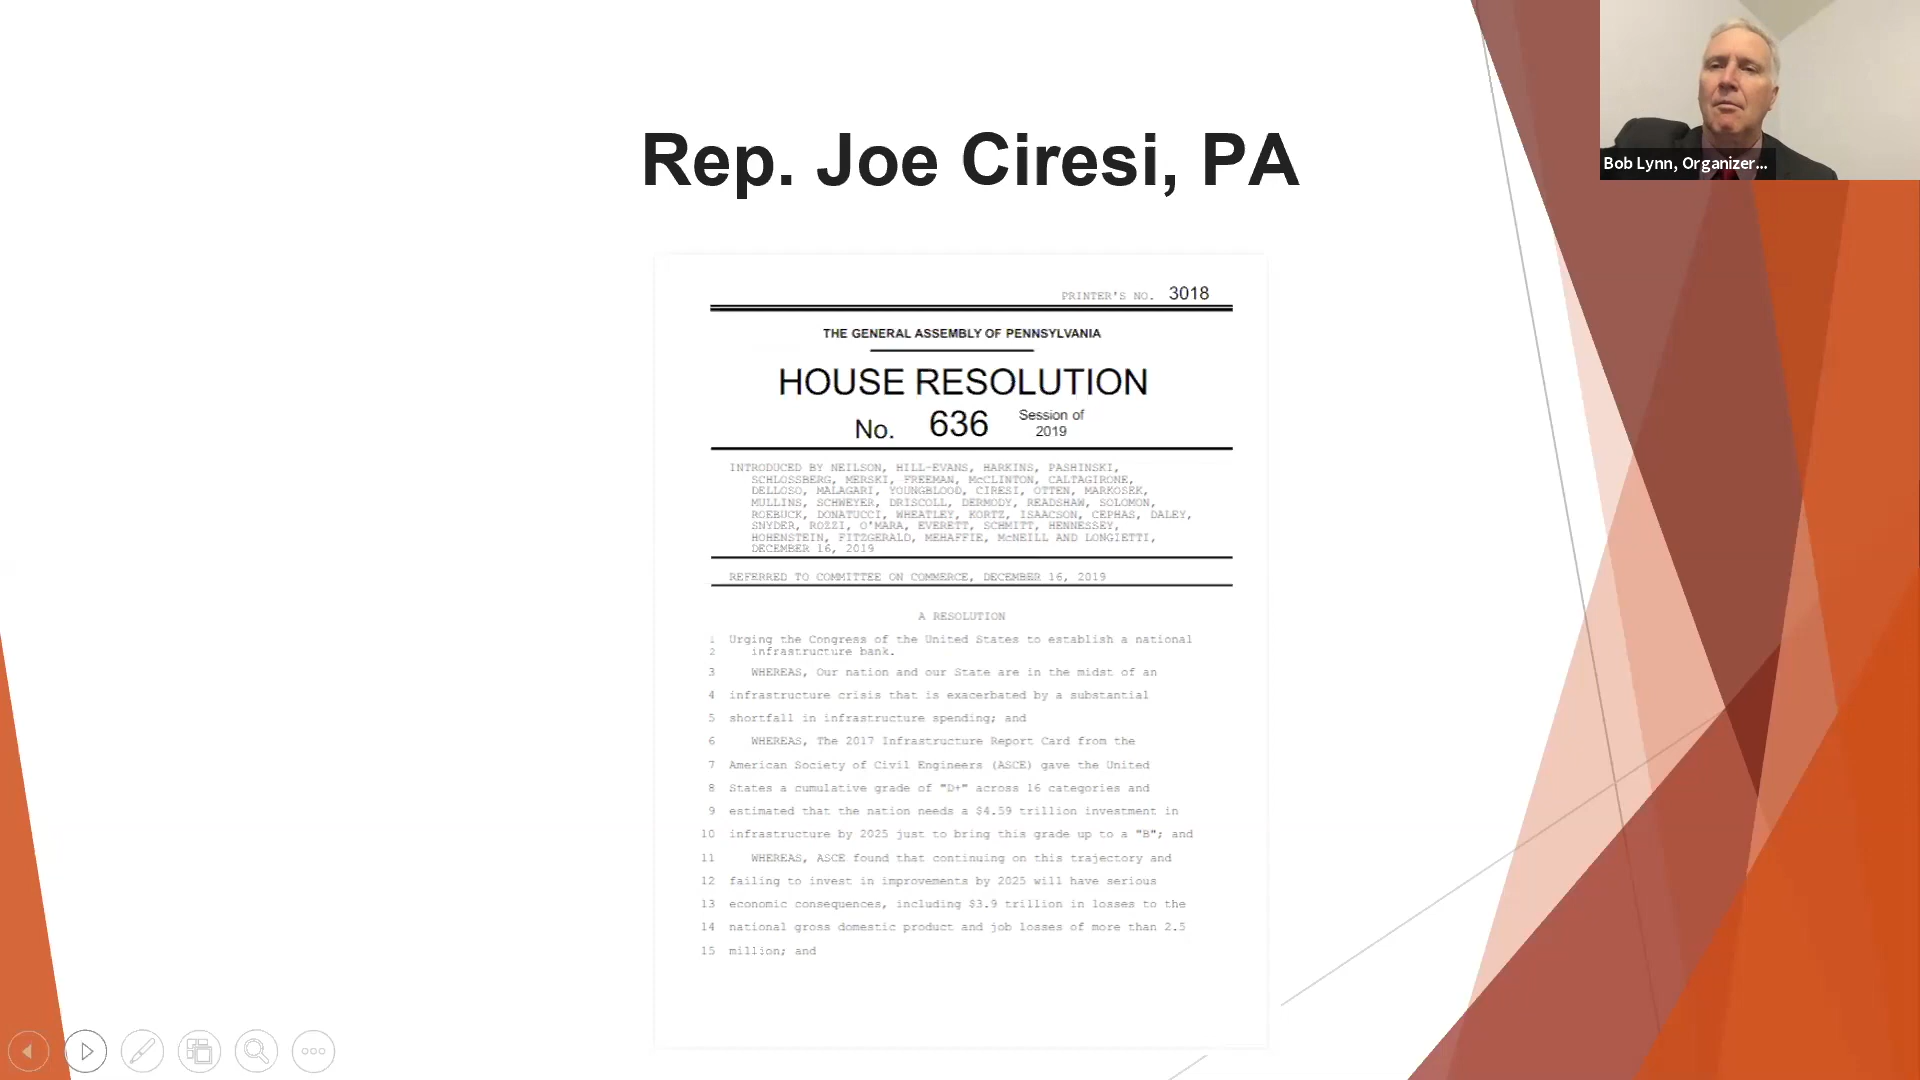 Rep. Joe Ciresi, PA
Bob Lynn, Organizer...
PRINTER'S NO. 3018
THE GENERAL ASSEMBLY OF PENNSYLVANIA
HOUSE RESOLUTION
No. 636 Session of
2019
INTRODUCED BY NEILSON, HILL-EVANS, HARKINS, PASHINSKI,
SCHLOSSBERG, MERSKI, FREEMAN, McCLINTON, CALTAGIRONE,
DELLOSO, MALAGARI, YOUNGBLOOD, CIRESI, OTTEN, MARKOSEK,
MULLINS, SCHWEYER, DRISCOLL, DERMODY, READSHAW, SOLOMON,
ROEBUCK, DONATUCCI, WHEATLEY, KORTZ, ISAACSON, CEPHAS, DALEY,
SNYDER, ROZZI, O'MARA, EVERETT, SCHMITT, HENNESSEY,
HOHENSTEIN, FITZGERALD, MEHAFFIE, McNEILL AND LONGIETTI,
DECEMBER 16, 2019
REFERRED TO COMMITTEE ON COMMERCE, DECEMBER 16, 2019
A RESOLUTION
1 Urging the Congress of the United States to establish a national
2 infrastructure bank.
3 WHEREAS, Our nation and our State are in the midst of an
4 infrastructure crisis that is exacerbated by a substantial
5 shortfall in infrastructure spending; and
6 WHEREAS, The 2017 Infrastructure Report Card from the
7 American Society of Civil Engineers (ASCE) gave the United
8 States a cumulative grade of "D+" across 16 categories and
9 estimated that the nation needs a $4.59 trillion investment in
10 infrastructure by 2025 just to bring this grade up to a "B"; and
11 WHEREAS, ASCE found that continuing on this trajectory and
12 failing to invest in improvements by 2025 will have serious
13 economic consequences, including $3.9 trillion in losses to the
14 national gross domestic product and job losses of more than 2.5
15 million; and